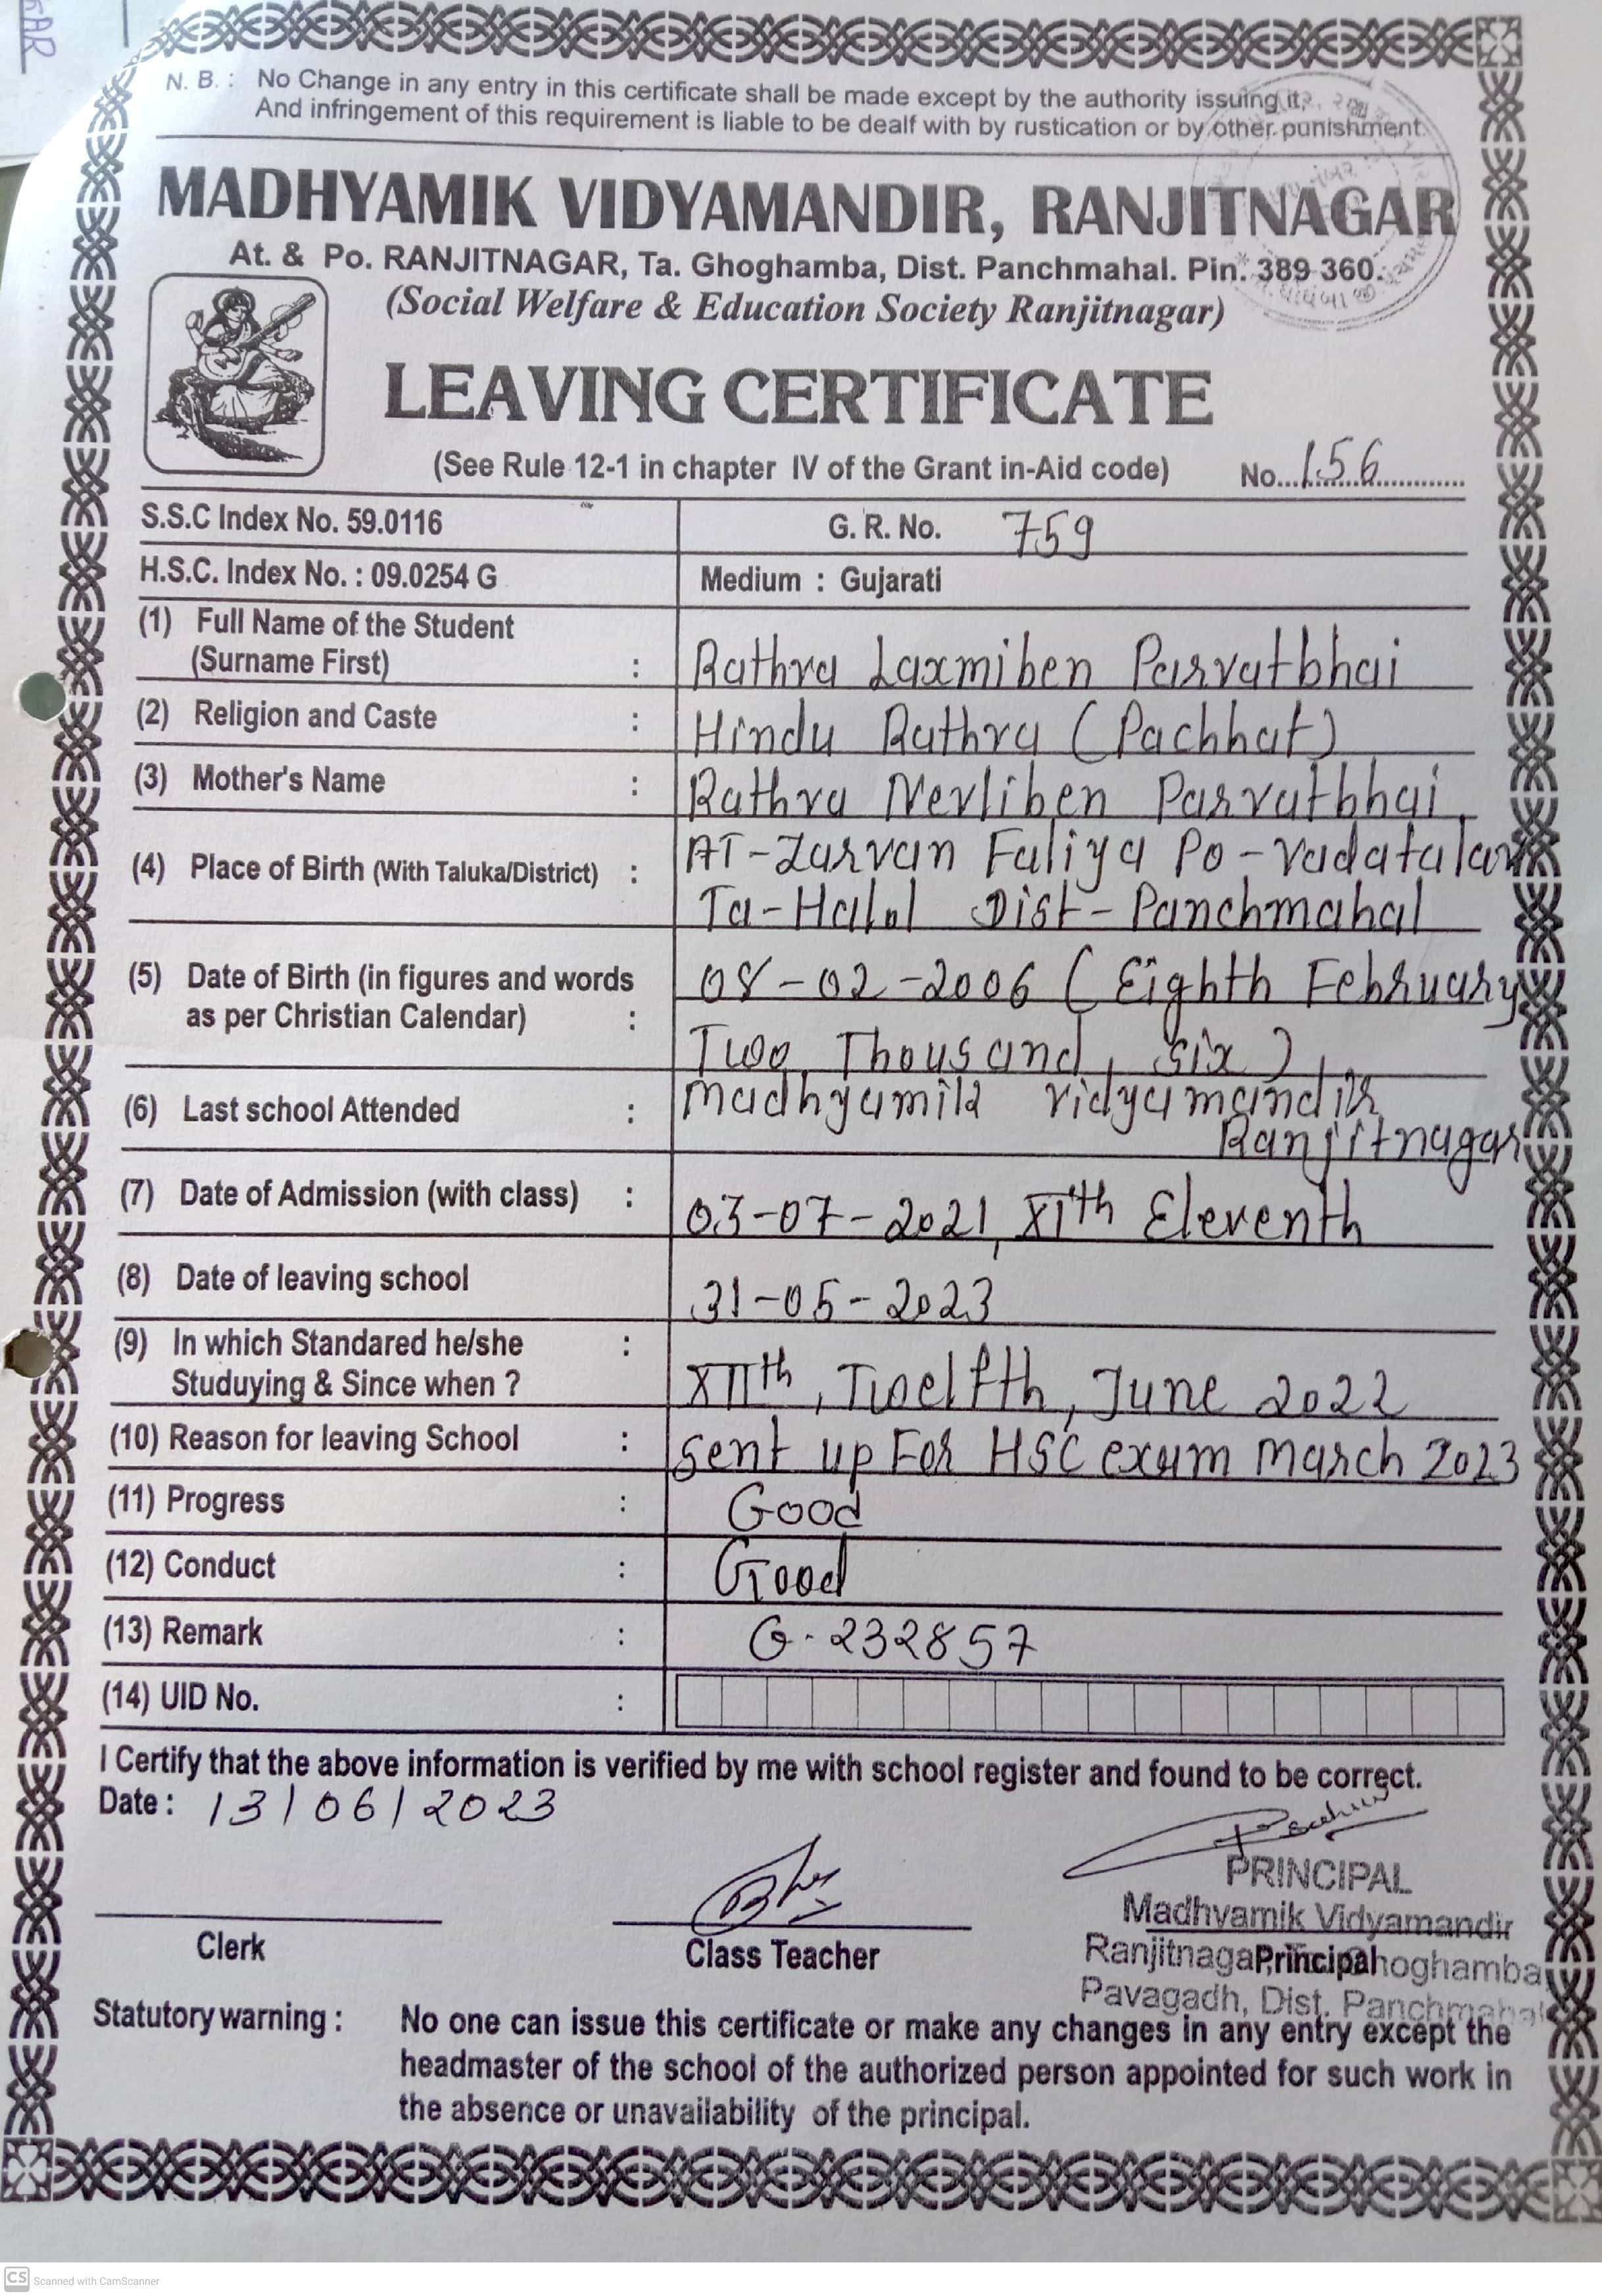 N. B. : No Change in any entry in this certificate shall be made except by the authority issuing it,
And infringement of this requirement is liable to be dealf with by rustication or by other punishment
MADHYAMIK VIDYAMANDIR, RANJITNAGAR
At. & Po. RANJITNAGAR, Ta. Ghoghamba, Dist. Panchmahal. Pin. 389 360.
(Social Welfare & Education Society Ranjitnagar)
LEAVING CERTIFICATE
(See Rule 12-1 in chapter IV of the Grant in-Aid code) No. 156
S.S.C Index No. 59.0116 G. R. No. 759
H.S.C. Index No. : 09.0254 G Medium : Gujarati
(1) Full Name of the Student
(Surname First) : Rathva Laxmiben Parvatbhai
(2) Religion and Caste : Hindu Rathva (Pachhat)
(3) Mother's Name : Rathva Nevliben Parvatbhai
(4) Place of Birth (With Taluka/District) : AT-Zarvan Faliya Po-Vadatalav
Ta-Halol Dist-Panchmahal
(5) Date of Birth (in figures and words 08-02-2006 (Eighth February
as per Christian Calendar) : Two Thousand, six)
(6) Last school Attended : Madhyamik vidyamandir
Ranjitnagar
(7) Date of Admission (with class) : 03-07-2021, XIth Eleventh
(8) Date of leaving school 31-05-2023
(9) In which Standared he/she :
Studuying & Since when ? XIIth, Twelfth, June 2022
(10) Reason for leaving School : Sent up For HSC exam March 2023
(11) Progress : Good
(12) Conduct : Good
(13) Remark : G-232857
(14) UID No. :
I Certify that the above information is verified by me with school register and found to be correct.
Date : 13/06/2023
PRINCIPAL
Madhyamik Vidyamandir
Clerk Class Teacher Principal
Ranjitnagar, Ghoghamba
Pavagadh, Dist. Panchmahal
Statutory warning : No one can issue this certificate or make any changes in any entry except the
headmaster of the school of the authorized person appointed for such work in
the absence or unavailability of the principal.
CS Scanned with CamScanner